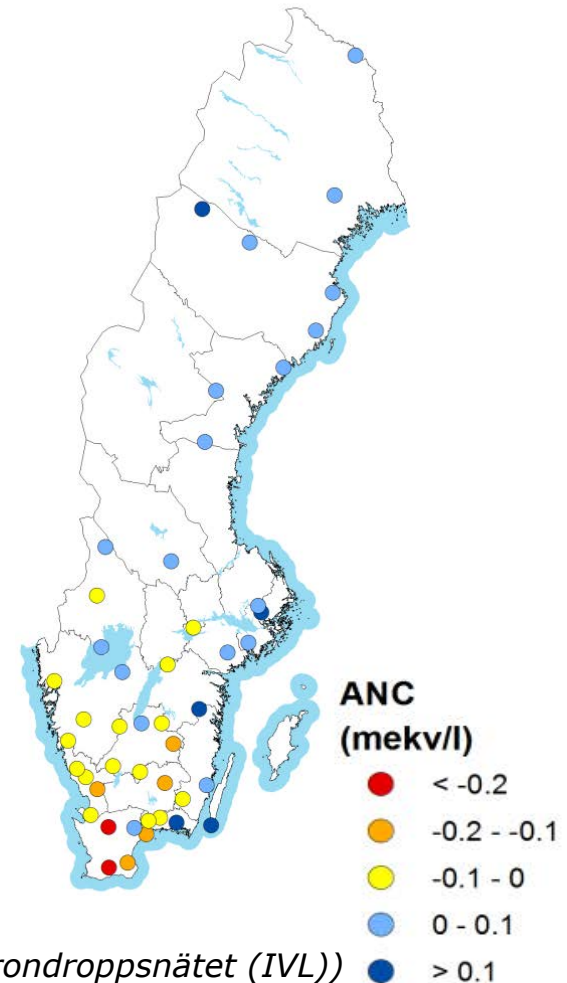 ANC
(mekv/l)
< -0.2
-0.2 - -0.1
-0.1 - 0
0 - 0.1
> 0.1
rondroppsnätet (IVL))